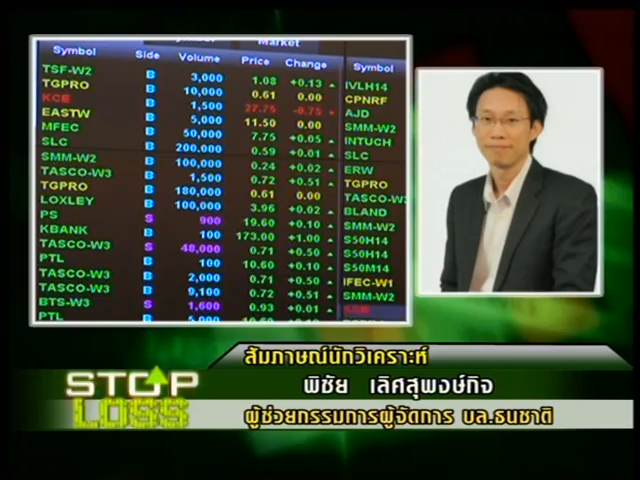 Symbol Side Volume Market Price Change Symbol
TSF-W2 B 3,000 1.08 +0.13 IVLH14
TGPRO B 10,000 0.61 0.00 CPNRF
KCE B 1,500 27.75 -0.75 AJD
EASTW B 5,000 11.50 0.00 SMM-W2
MFEC B 50,000 7.75 +0.05 INTUCH
SLC B 200,000 0.59 +0.01 SLC
SMM-W2 B 100,000 0.24 +0.02 ERW
TASCO-W3 B 1,500 0.72 +0.51 TGPRO
TGPRO B 180,000 0.61 0.00 TASCO-W3
LOXLEY B 100,000 3.96 +0.02 BLAND
PS S 900 19.60 +0.10 SMM-W2
KBANK B 100 173.00 +1.00 S50H14
TASCO-W3 S 48,000 0.71 +0.50 S50H14
PTL B 100 10.60 +0.10 S50M14
TASCO-W3 B 2,000 0.71 +0.50 IFEC-W1
TASCO-W3 B 9,100 0.72 +0.51 SMM-W2
BTS-W3 S 1,600 0.93 +0.01
PTL B 5,000
สัมภาษณ์นักวิเคราะห์
STOP LOSS
พิชัย เลิศสุพงษ์กิจ
ผู้ช่วยกรรมการผู้จัดการ บล.ธนชาติ